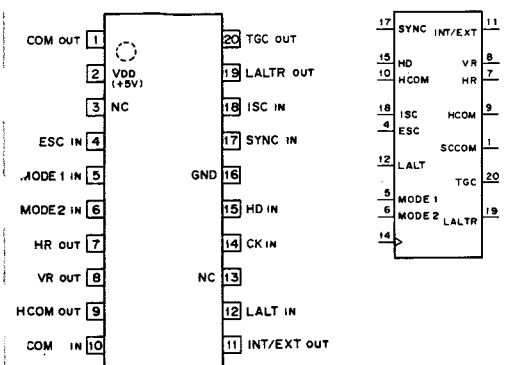 COM OUT 1
2 VDD
(+5V)
3 NC
ESC IN 4
MODE 1 IN 5
MODE2 IN 6
HR OUT 7
VR OUT 8
HCOM OUT 9
COM IN 10
20 TGC OUT
19 LALTR OUT
18 ISC IN
17 SYNC IN
GND 16
15 HD IN
14 CK IN
NC 13
12 LALT IN
11 INT/EXT OUT
17 SYNC INT/EXT 11
15 HD VR 8
10 HCOM HR 7
18 ISC HCOM 9
4 ESC
SCCOM 1
12 LALT
TGC 20
5 MODE 1
6 MODE 2 LALTR 19
14